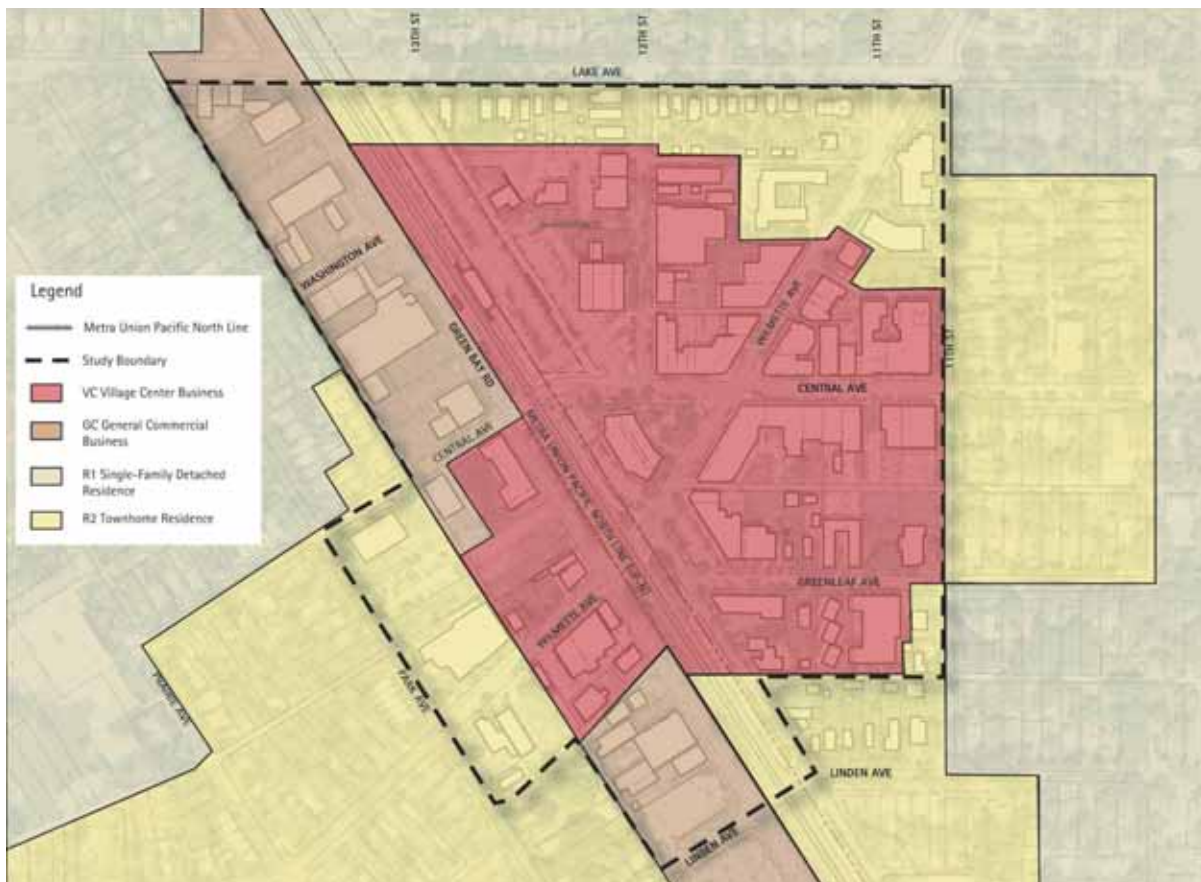 13TH ST
12TH ST
11TH ST
LAKE AVE
WASHINGTON AVE
Legend
Metra Union Pacific North Line
Study Boundary
VC Village Center Business
GC General Commercial
Business
R1 Single-Family Detached
Residence
R2 Townhome Residence
GREEN BAY RD
WILMETTE AVE
11TH ST
CENTRAL AVE
CENTRAL AVE
METRA UNION PACIFIC NORTH LINE (UP-N)
GREENLEAF AVE
WILMETTE AVE
PARK AVE
PRAIRIE AVE
LINDEN AVE
LINDEN AVE